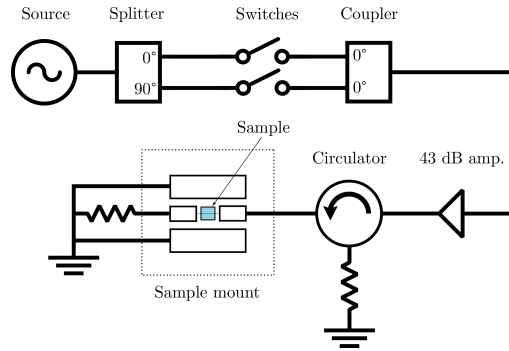 Source
Splitter
Switches
Coupler
0°
0°
90°
0°
Sample
Circulator
43 dB amp.
Sample mount